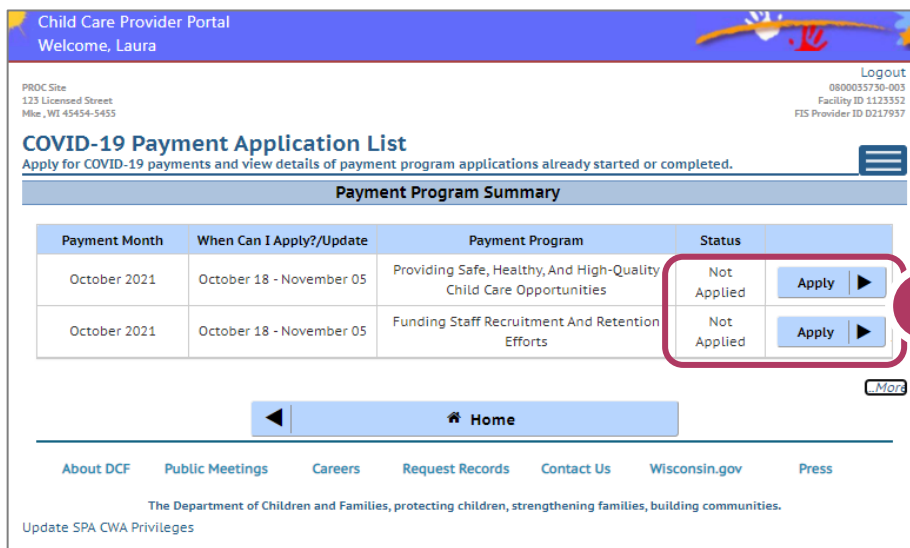 Child Care Provider Portal
Welcome, Laura
Logout
PROC Site
123 Licensed Street
Mke , WI 45454-5455
0800035730-003
Facility ID 1123352
FIS Provider ID D217937
COVID-19 Payment Application List
Apply for COVID-19 payments and view details of payment program applications already started or completed.
Payment Program Summary
Payment Month When Can I Apply?/Update Payment Program Status
October 2021 October 18 - November 05 Providing Safe, Healthy, And High-Quality Child Care Opportunities Not Applied Apply
October 2021 October 18 - November 05 Funding Staff Recruitment And Retention Efforts Not Applied Apply
...More
Home
About DCF Public Meetings Careers Request Records Contact Us Wisconsin.gov Press
The Department of Children and Families, protecting children, strengthening families, building communities.
Update SPA CWA Privileges